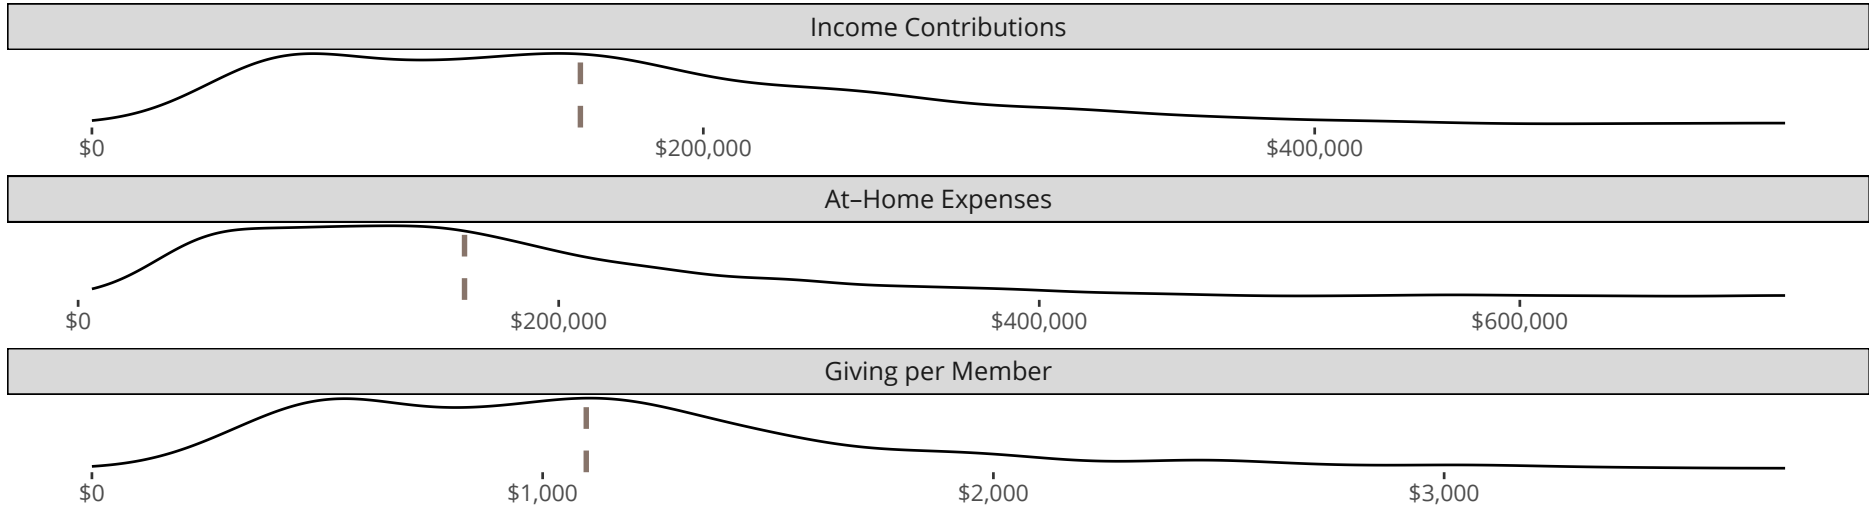 Income Contributions
$0 $200,000 $400,000
At–Home Expenses
$0 $200,000 $400,000 $600,000
Giving per Member
$0 $1,000 $2,000 $3,000